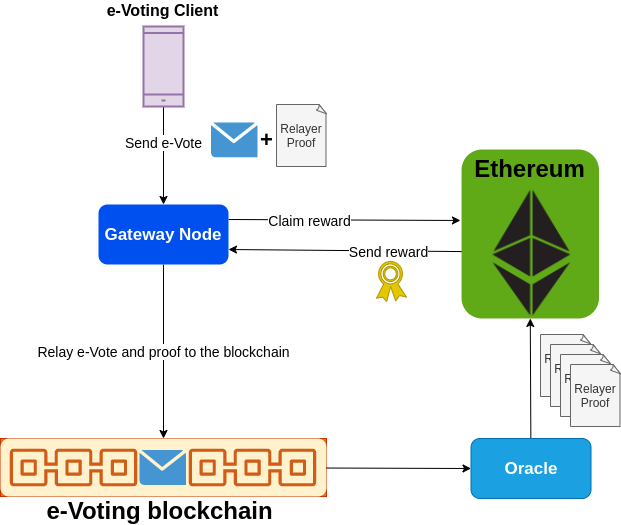 e-Voting Client
Send e-Vote
+
Relayer
Proof
Ethereum
Gateway Node
Claim reward
Send reward
Relay e-Vote and proof to the blockchain
R
R
R
Relayer
Proof
Oracle
e-Voting blockchain